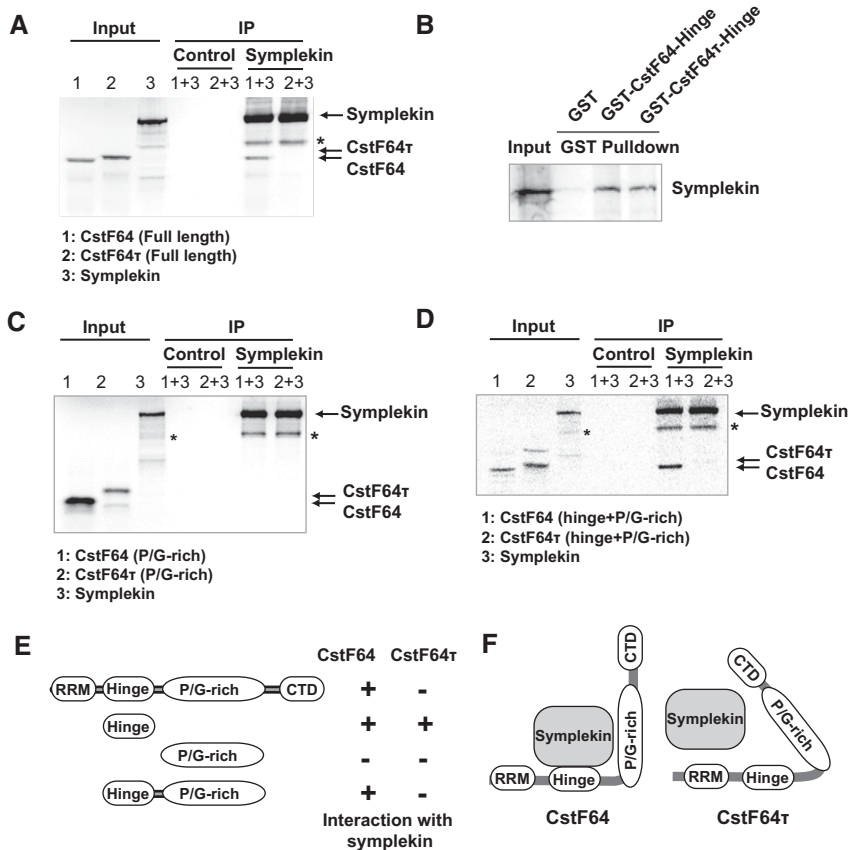 A
Input
IP
Control
Symplekin
1 2 3 1+3 2+3 1+3 2+3
Symplekin
*
CstF64τ
CstF64
1: CstF64 (Full length)
2: CstF64τ (Full length)
3: Symplekin
B
GST
GST-CstF64-Hinge
GST-CstF64τ-Hinge
Input GST Pulldown
Symplekin
C
Input
IP
Control
Symplekin
1 2 3 1+3 2+3 1+3 2+3
Symplekin
*
*
CstF64τ
CstF64
1: CstF64 (P/G-rich)
2: CstF64τ (P/G-rich)
3: Symplekin
D
Input
IP
Control
Symplekin
1 2 3 1+3 2+3 1+3 2+3
Symplekin
*
*
CstF64τ
CstF64
1: CstF64 (hinge+P/G-rich)
2: CstF64τ (hinge+P/G-rich)
3: Symplekin
E
CstF64 CstF64τ
RRM Hinge P/G-rich CTD + -
Hinge + +
P/G-rich - -
Hinge P/G-rich + -
Interaction with
symplekin
F
CTD
P/G-rich
Symplekin
RRM Hinge
CstF64
CTD
P/G-rich
Symplekin
RRM Hinge
CstF64τ